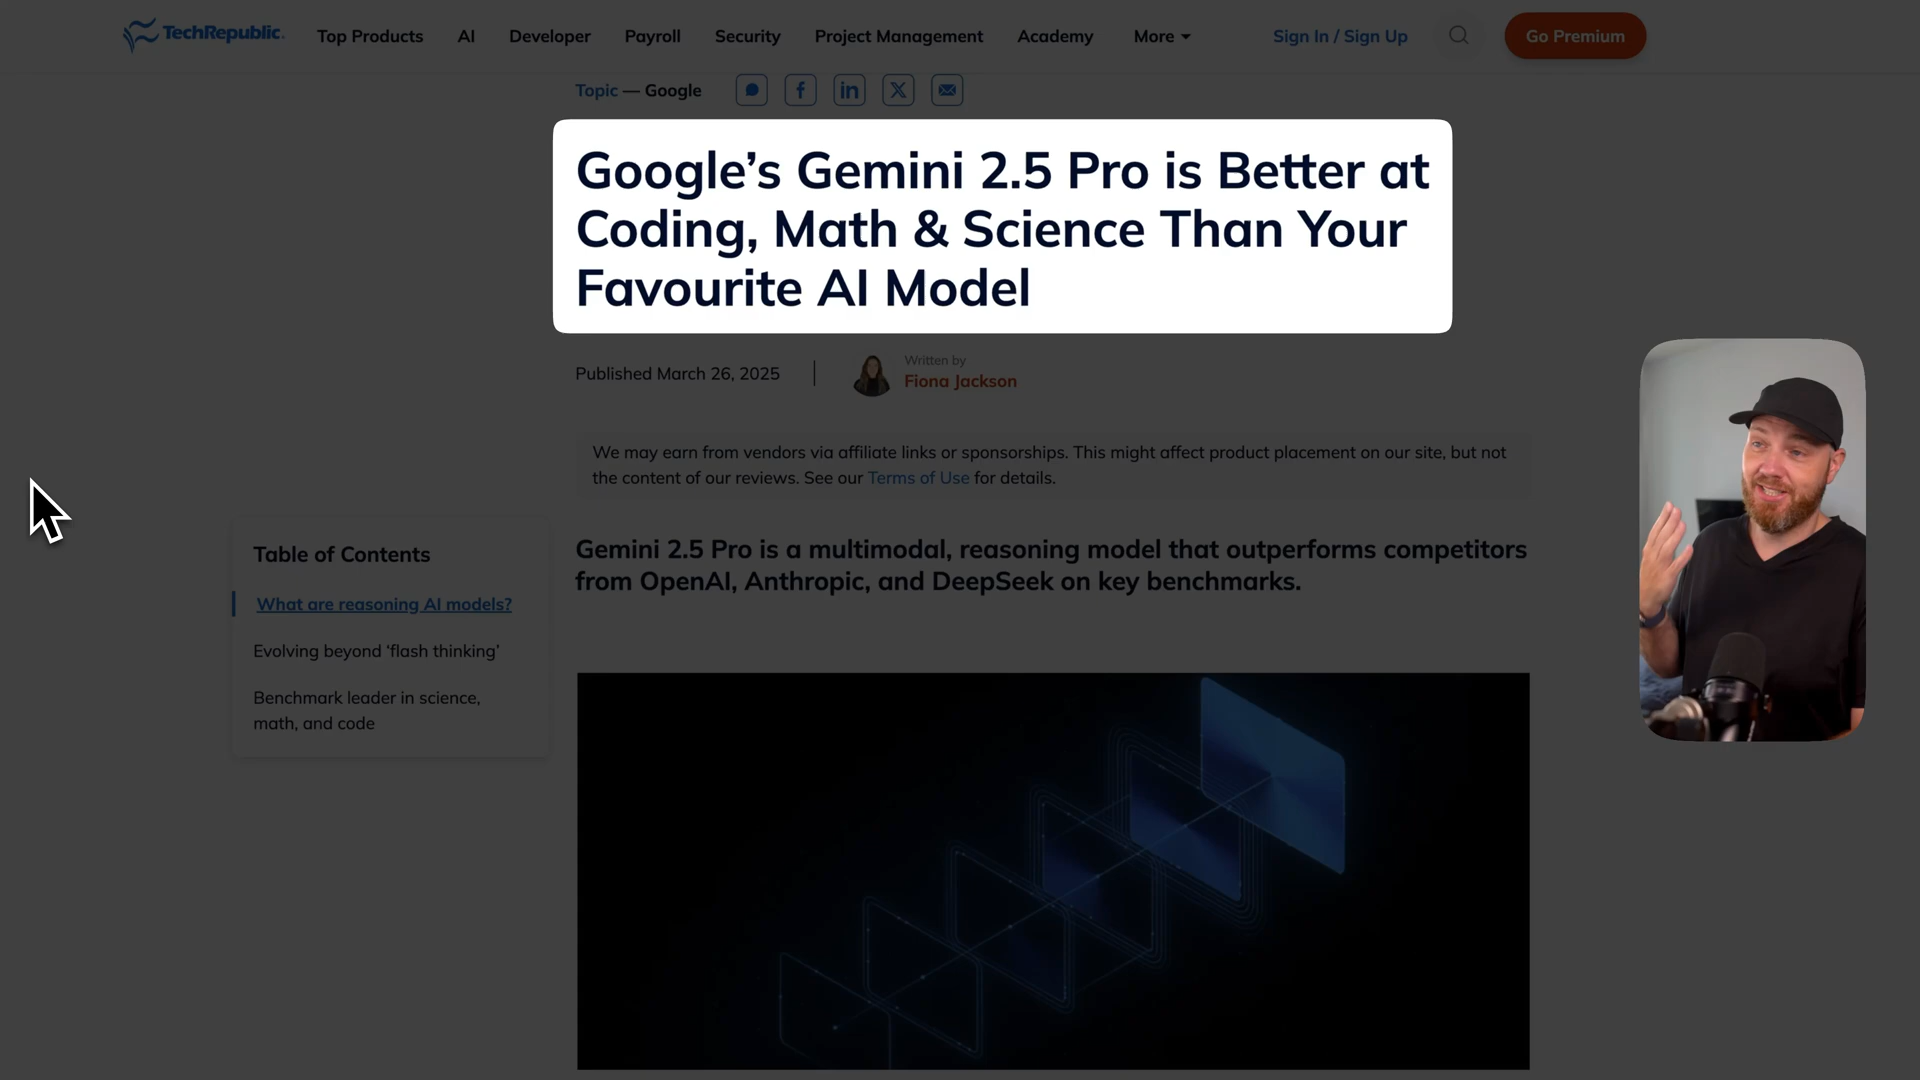 TechRepublic.
Top Products
AI
Developer
Payroll
Security
Project Management
Academy
More
Sign In / Sign Up
Go Premium
Topic — Google
Google’s Gemini 2.5 Pro is Better at
Coding, Math & Science Than Your
Favourite AI Model
Published March 26, 2025
Written by
Fiona Jackson
We may earn from vendors via affiliate links or sponsorships. This might affect product placement on our site, but not
the content of our reviews. See our Terms of Use for details.
Table of Contents
What are reasoning AI models?
Evolving beyond ‘flash thinking’
Benchmark leader in science,
math, and code
Gemini 2.5 Pro is a multimodal, reasoning model that outperforms competitors
from OpenAI, Anthropic, and DeepSeek on key benchmarks.